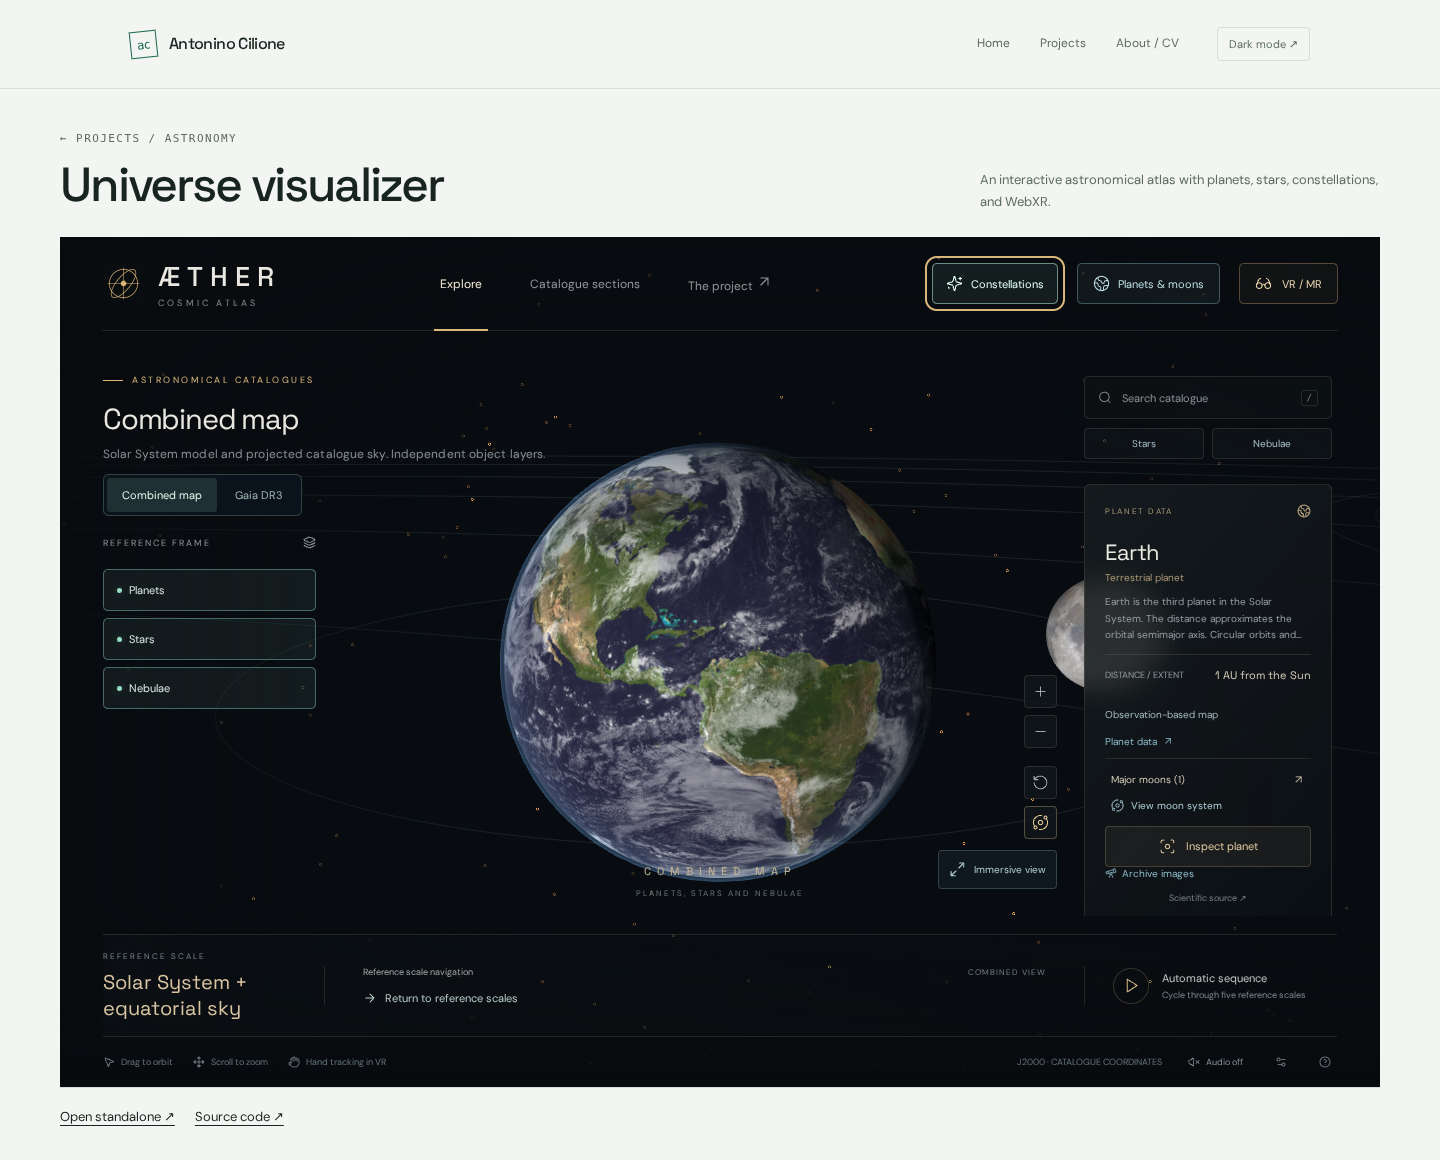 ac
Antonino Cilione
Home
Projects
About / CV
Dark mode ↗
← PROJECTS / ASTRONOMY
Universe visualizer
An interactive astronomical atlas with planets, stars, constellations,
and WebXR.
ÆTHER
COSMIC ATLAS
Explore
Catalogue sections
The project
Constellations
Planets & moons
VR / MR
ASTRONOMICAL CATALOGUES
Combined map
Solar System model and projected catalogue sky. Independent object layers.
Combined map
Gaia DR3
REFERENCE FRAME
Planets
Stars
Nebulae
Search catalogue
/
Stars
Nebulae
PLANET DATA
Earth
Terrestrial planet
Earth is the third planet in the Solar
System. The distance approximates the
orbital semimajor axis. Circular orbits and...
DISTANCE / EXTENT
1 AU from the Sun
Observation-based map
Planet data
Major moons (1)
View moon system
Inspect planet
Archive images
Scientific source ↗
Immersive view
COMBINED MAP
PLANETS, STARS AND NEBULAE
REFERENCE SCALE
Solar System +
equatorial sky
Reference scale navigation
Return to reference scales
COMBINED VIEW
Automatic sequence
Cycle through five reference scales
Drag to orbit
Scroll to zoom
Hand tracking in VR
J2000 · CATALOGUE COORDINATES
Audio off
Open standalone ↗
Source code ↗